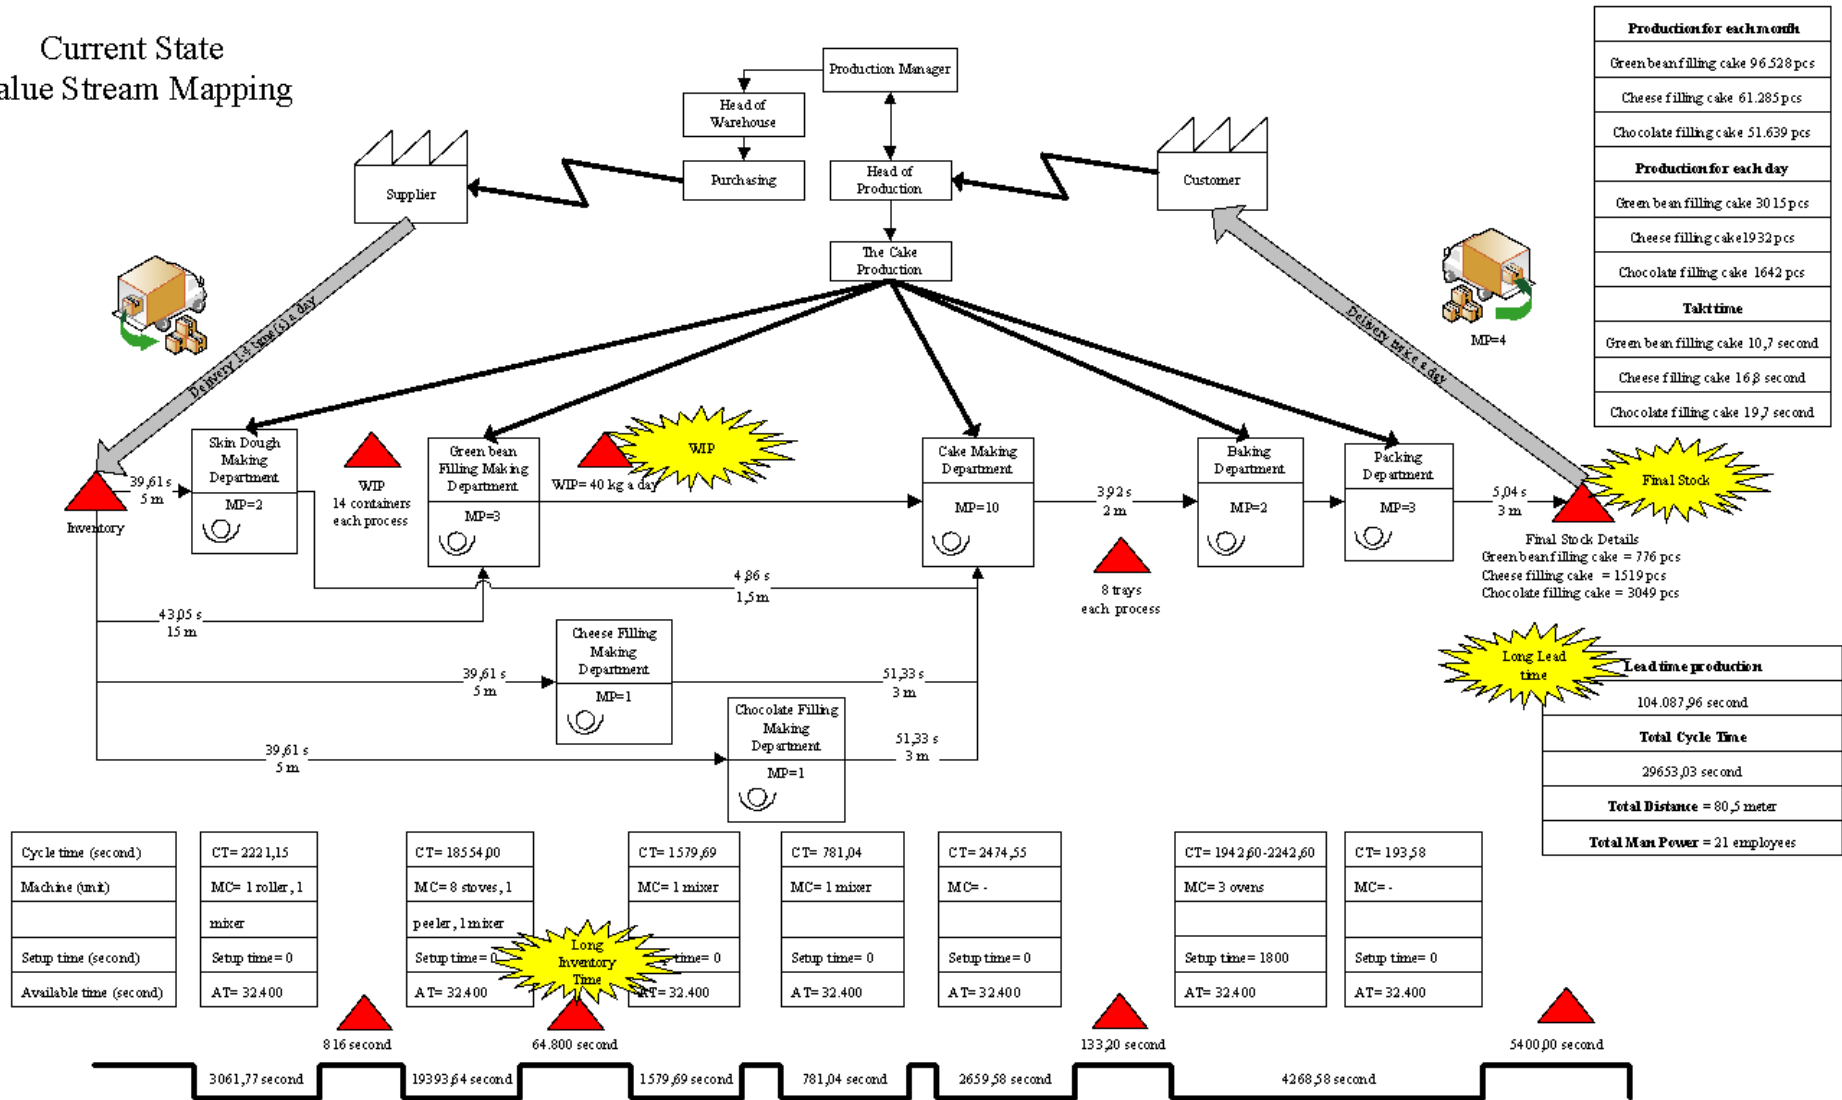 Current State
alue Stream Mapping
Production Manager
Head of
Warehouse
Purchasing
Head of
Production
Supplier
Customer
The Cake
Production
Delivery twice a day
MP=4
Production for each month
Green bean filling cake 96.528 pcs
Cheese filling cake 61.285 pcs
Chocolate filling cake 51.639 pcs
Production for each day
Green bean filling cake 3015 pcs
Cheese filling cake1932 pcs
Chocolate filling cake 1642 pcs
Takt time
Green bean filling cake 10,7 second
Cheese filling cake 16,8 second
Chocolate filling cake 19,7 second
Inventory
39,61 s
5 m
Skin Dough
Making
Department
MP=2
WIP
14 containers
each process
Green bean
Filling Making
Department
MP=3
WIP
WIP= 40 kg a day
Cake Making
Department
MP=10
3,92 s
2 m
8 trays
each process
Baking
Department
MP=2
Packing
Department
MP=3
5,04 s
3 m
Final Stock
Final Stock Details
Green bean filling cake = 776 pcs
Cheese filling cake = 1519 pcs
Chocolate filling cake = 3049 pcs
4,86 s
1,5 m
43,05 s
15 m
39,61 s
5 m
Cheese Filling
Making
Department
MP=1
51,33 s
3 m
39,61 s
5 m
Chocolate Filling
Making
Department
MP=1
51,33 s
3 m
Long Lead
time
Lead time production
104.087,96 second
Total Cycle Time
29653,03 second
Total Distance = 80,5 meter
Total Man Power = 21 employees
Cycle time (second)
Machine (unit)
Setup time (second)
Available time (second)
CT= 2221,15
MC= 1 roller, 1
mixer
Setup time= 0
AT= 32.400
CT= 18554,00
MC= 8 stoves, 1
peeler, 1 mixer
Setup time= 0
AT= 32.400
Long
Inventory
Time
CT= 1579,69
MC= 1 mixer
time= 0
AT= 32.400
CT= 781,04
MC= 1 mixer
Setup time= 0
AT= 32.400
CT= 2474,55
MC= -
Setup time= 0
AT= 32.400
CT= 1942,60-2242,60
MC= 3 ovens
Setup time= 1800
AT= 32.400
CT= 193,58
MC= -
Setup time= 0
AT= 32.400
816 second
64.800 second
133,20 second
5400,00 second
3061,77 second
19393,64 second
1579,69 second
781,04 second
2659,58 second
4268,58 second